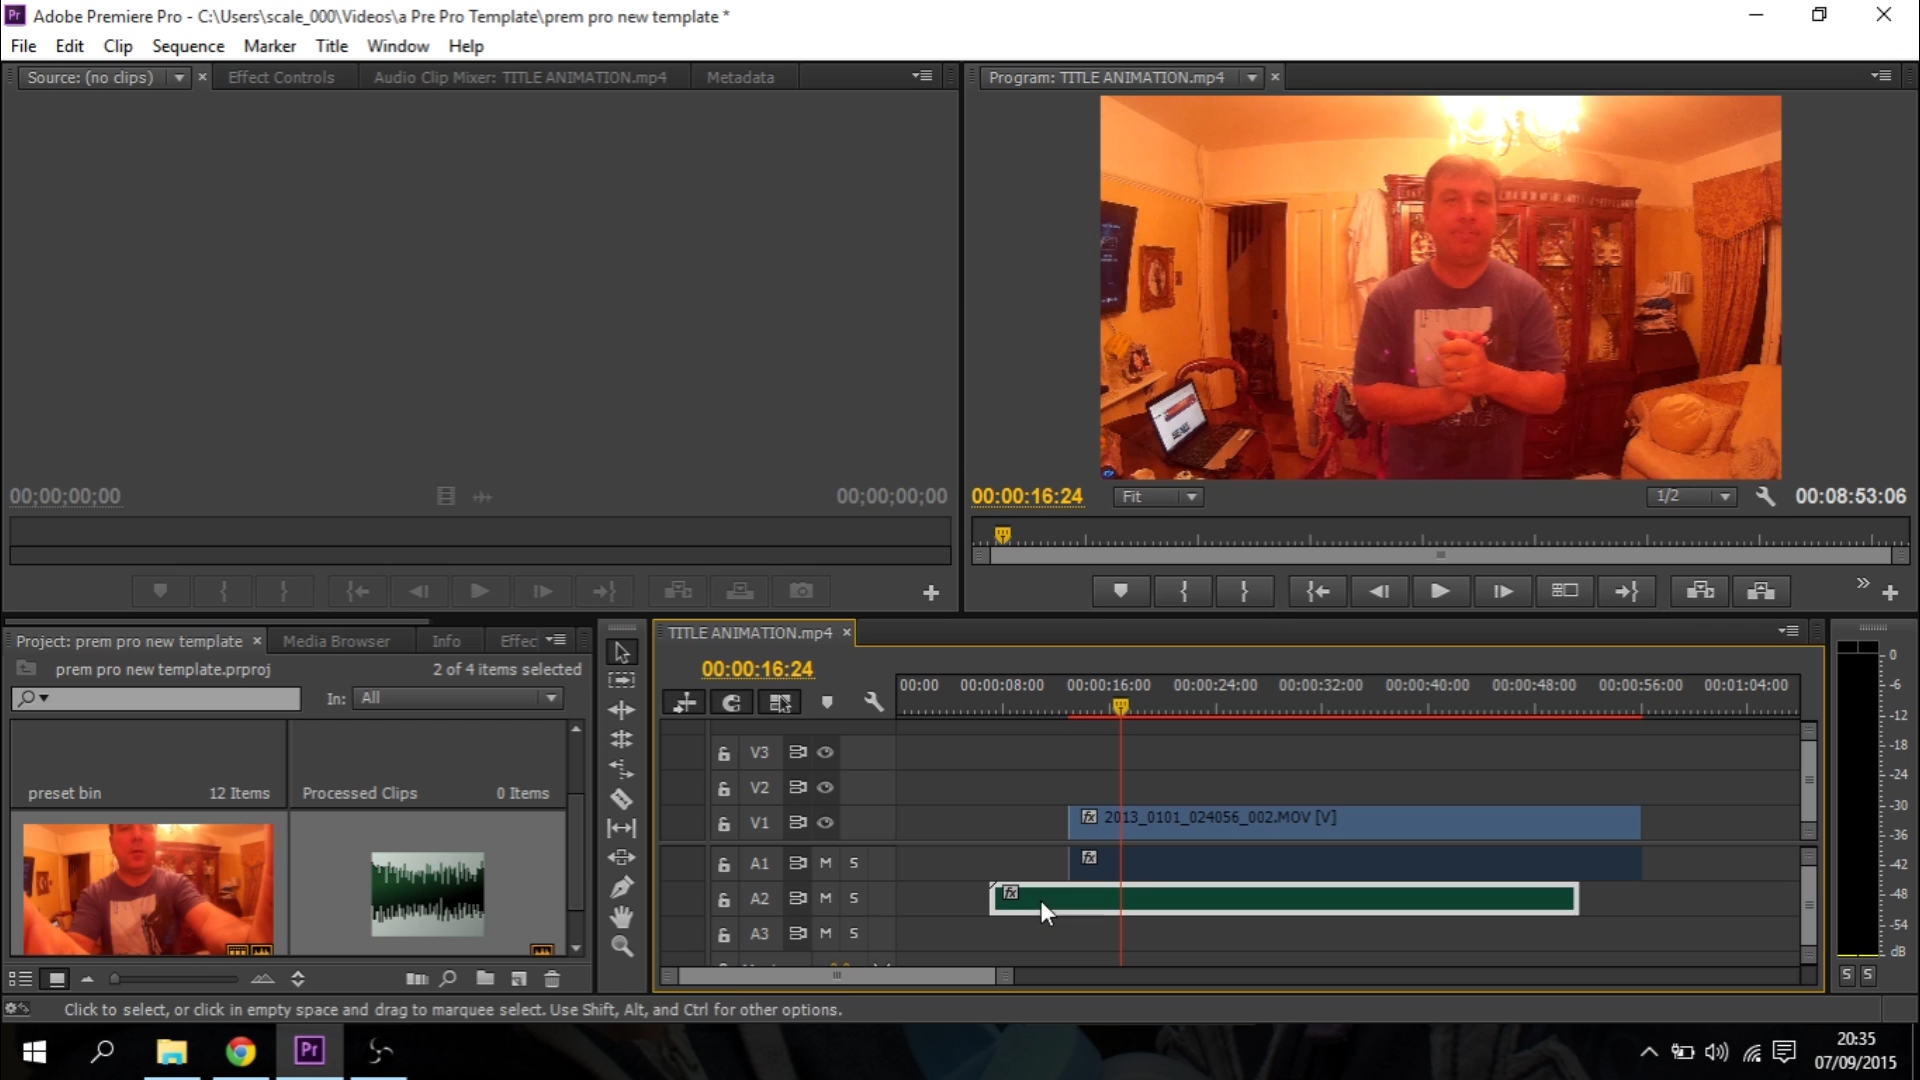 Pr Adobe Premiere Pro - C:\Users\scale_000\Videos\a Pre Pro Template\prem pro new template *
File Edit Clip Sequence Marker Title Window Help
Source: (no clips) Effect Controls Audio Clip Mixer: TITLE ANIMATION.mp4 Metadata
Program: TITLE ANIMATION.mp4
00;00;00;00 00;00;00;00
00:00:16:24 Fit 1/2 00:08:53:06
Project: prem pro new template Media Browser Info Effec
prem pro new template.prproj 2 of 4 items selected
In: All
preset bin 12 Items Processed Clips 0 Items
TITLE ANIMATION.mp4
00:00:16:24
00:00 00:00:08:00 00:00:16:00 00:00:24:00 00:00:32:00 00:00:40:00 00:00:48:00 00:00:56:00 00:01:04:00
V3
V2
V1 fx 2013_0101_024056_002.MOV [V]
A1 M S fx
A2 M S fx
A3 M S
0
-6
-12
-18
-24
-30
-36
-42
-48
-54
dB
S S
Click to select, or click in empty space and drag to marquee select. Use Shift, Alt, and Ctrl for other options.
Pr
20:35
07/09/2015